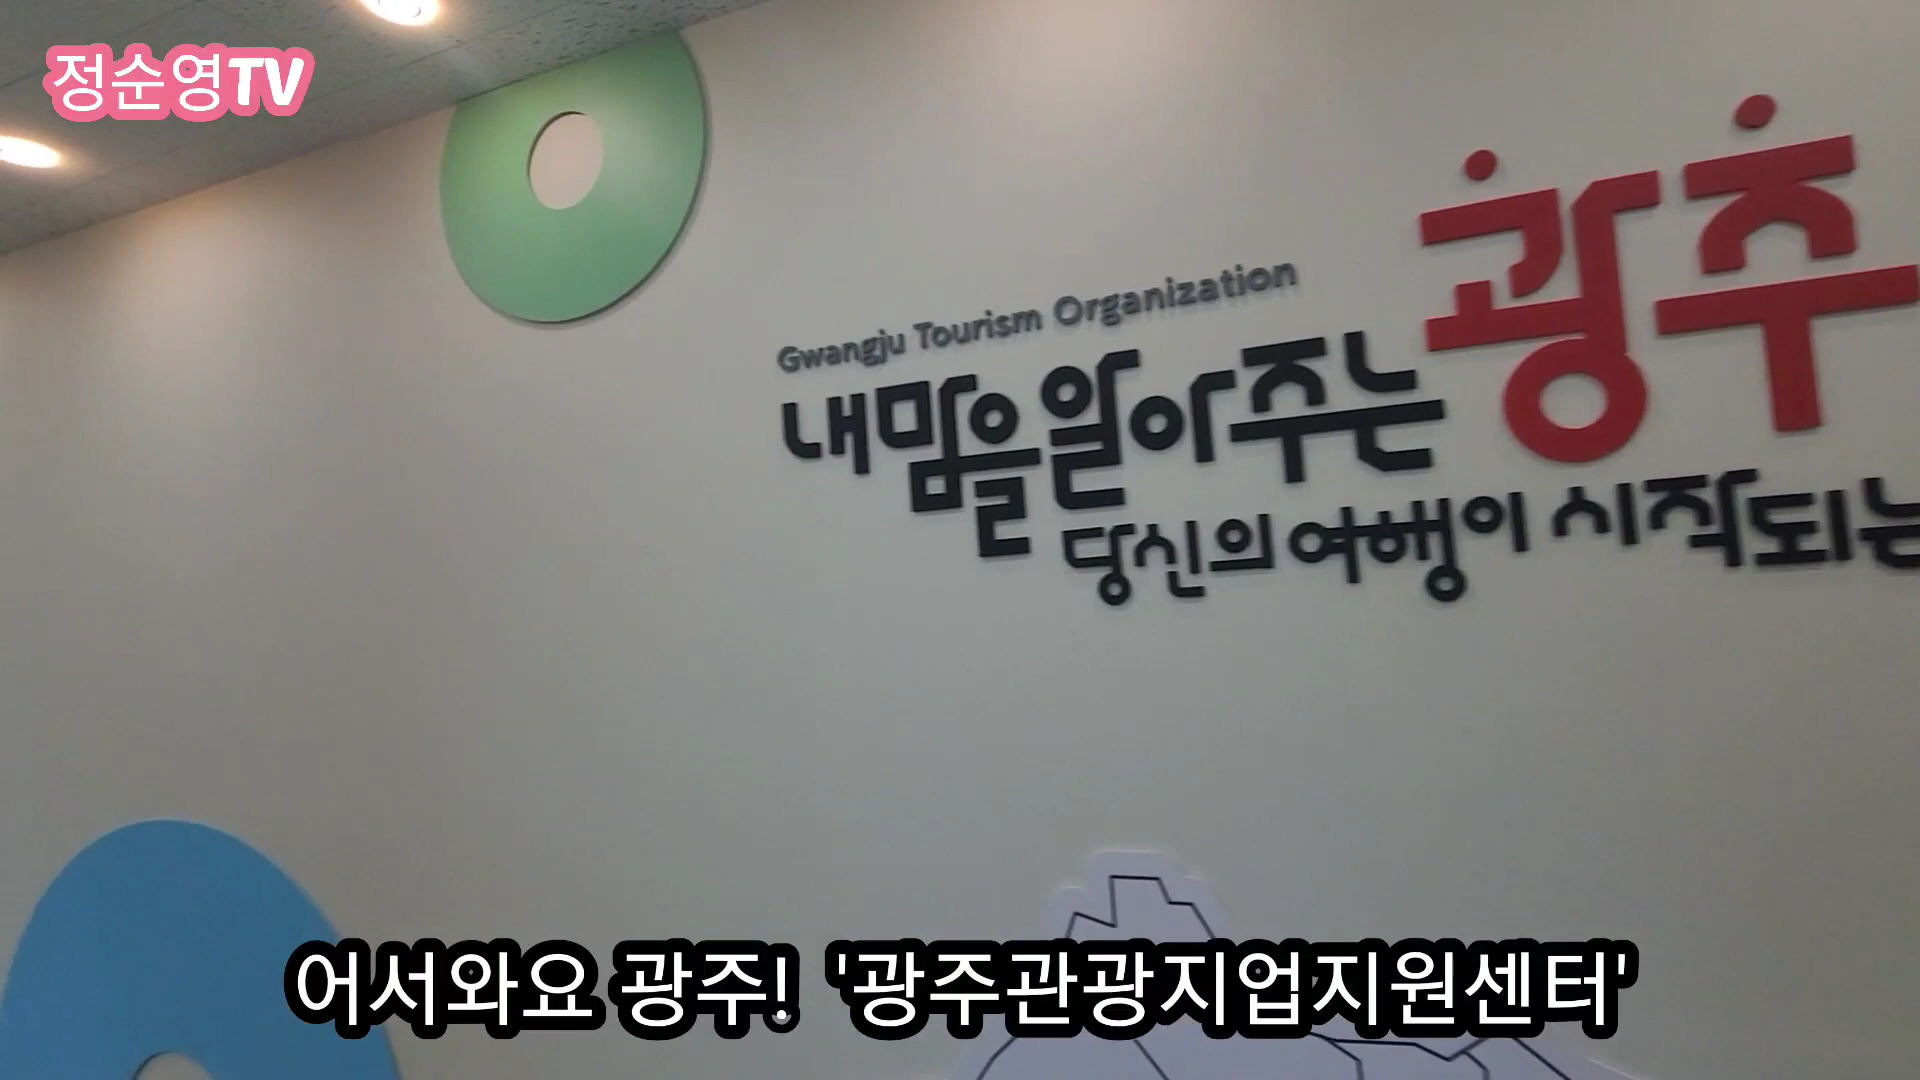 정순영TV
Gwangju Tourism Organization
내맘을 알아주는 광주
당신의 여행이 시작되는
어서와요 광주! '광주관광지업지원센터'